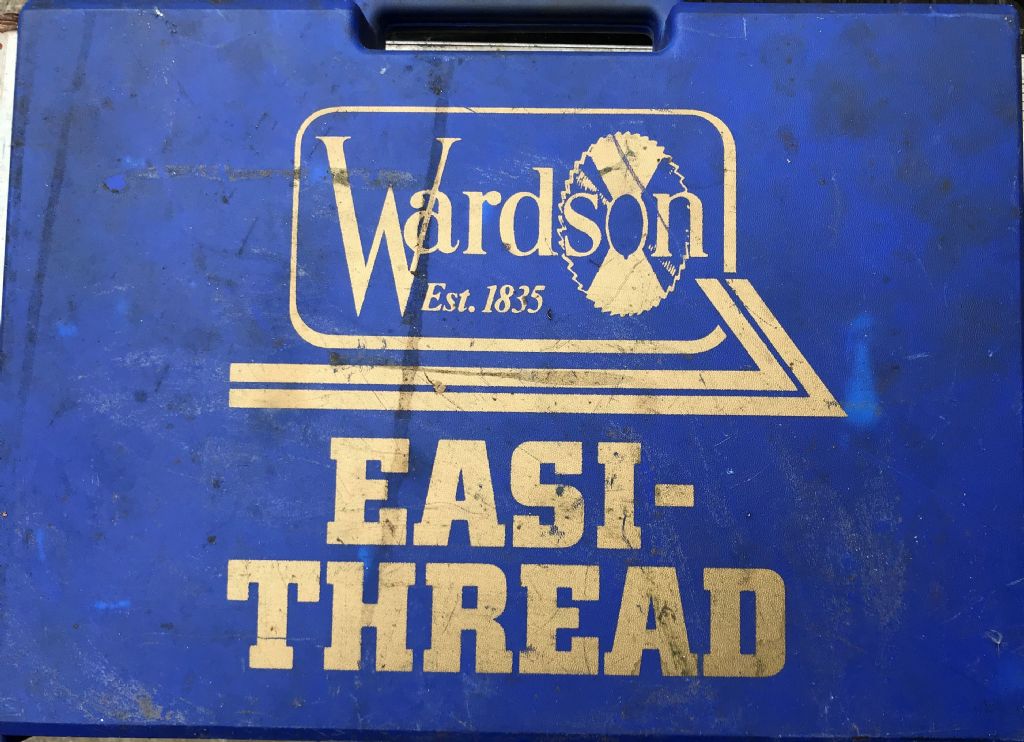 Wardson
Est. 1835
EASI-
THREAD